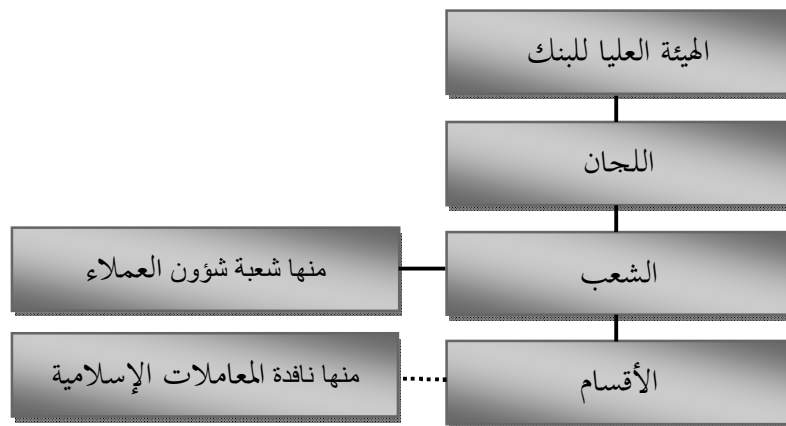 الهيئة العليا للبنك
اللجان
الشعب
منها شعبة شؤون العملاء
الأقسام
منها نافدة المعاملات الإسلامية